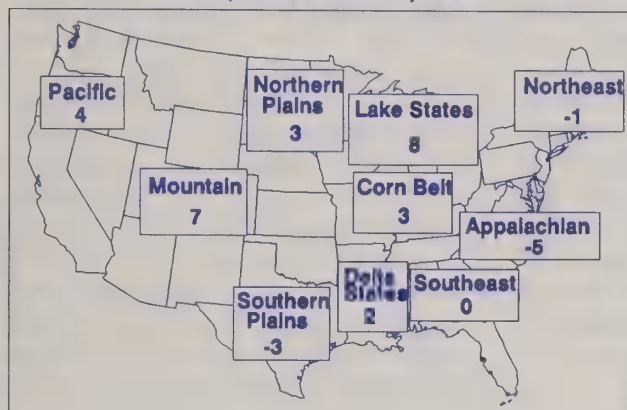 Pacific
4
Northern
Plains
3
Lake States
8
Northeast
-1
Mountain
7
Corn Belt
3
Appalachian
-5
Delta
States
2
Southeast
0
Southern
Plains
-3